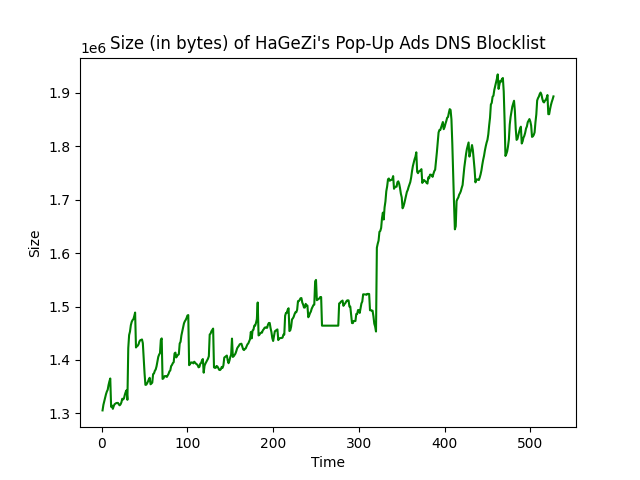 1e6
Size (in bytes) of HaGeZi's Pop-Up Ads DNS Blocklist
1.9
1.8
1.7
1.6
1.5
1.4
1.3
Size
0 100 200 300 400 500
Time